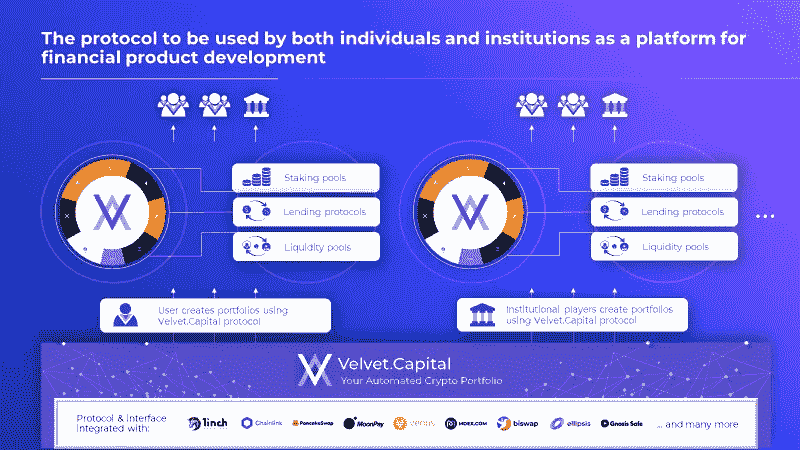 The protocol to be used by both individuals and institutions as a platform for
financial product development
Staking pools
Lending protocols
Liquidity pools
Staking pools
Lending protocols
Liquidity pools
...
User creates portfolios using
Velvet.Capital protocol
Institutional players create portfolios
using Velvet.Capital protocol
Velvet.Capital
Your Automated Crypto Portfolio
Protocol & interface
integrated with:
1inch
Chainlink
PancakeSwap
MoonPay
venus
MDEX.COM
biswap
ellipsis
Gnosis Safe
... and many more